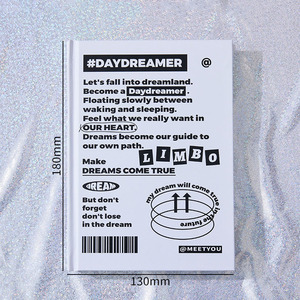 #DAYDREAMER @
Let's fall into dreamland.
Become a Daydreamer.
Floating slowly between
waking and sleeping.
Feel what we really want in
OUR HEART,
Dreams become our guide to
our own path.
LIMBO
Make
DREAMS COME TRUE
DREAM
my dream will come true in the future
But don't
forget
don't lose
in the dream
@MEETYOU
180mm
130mm